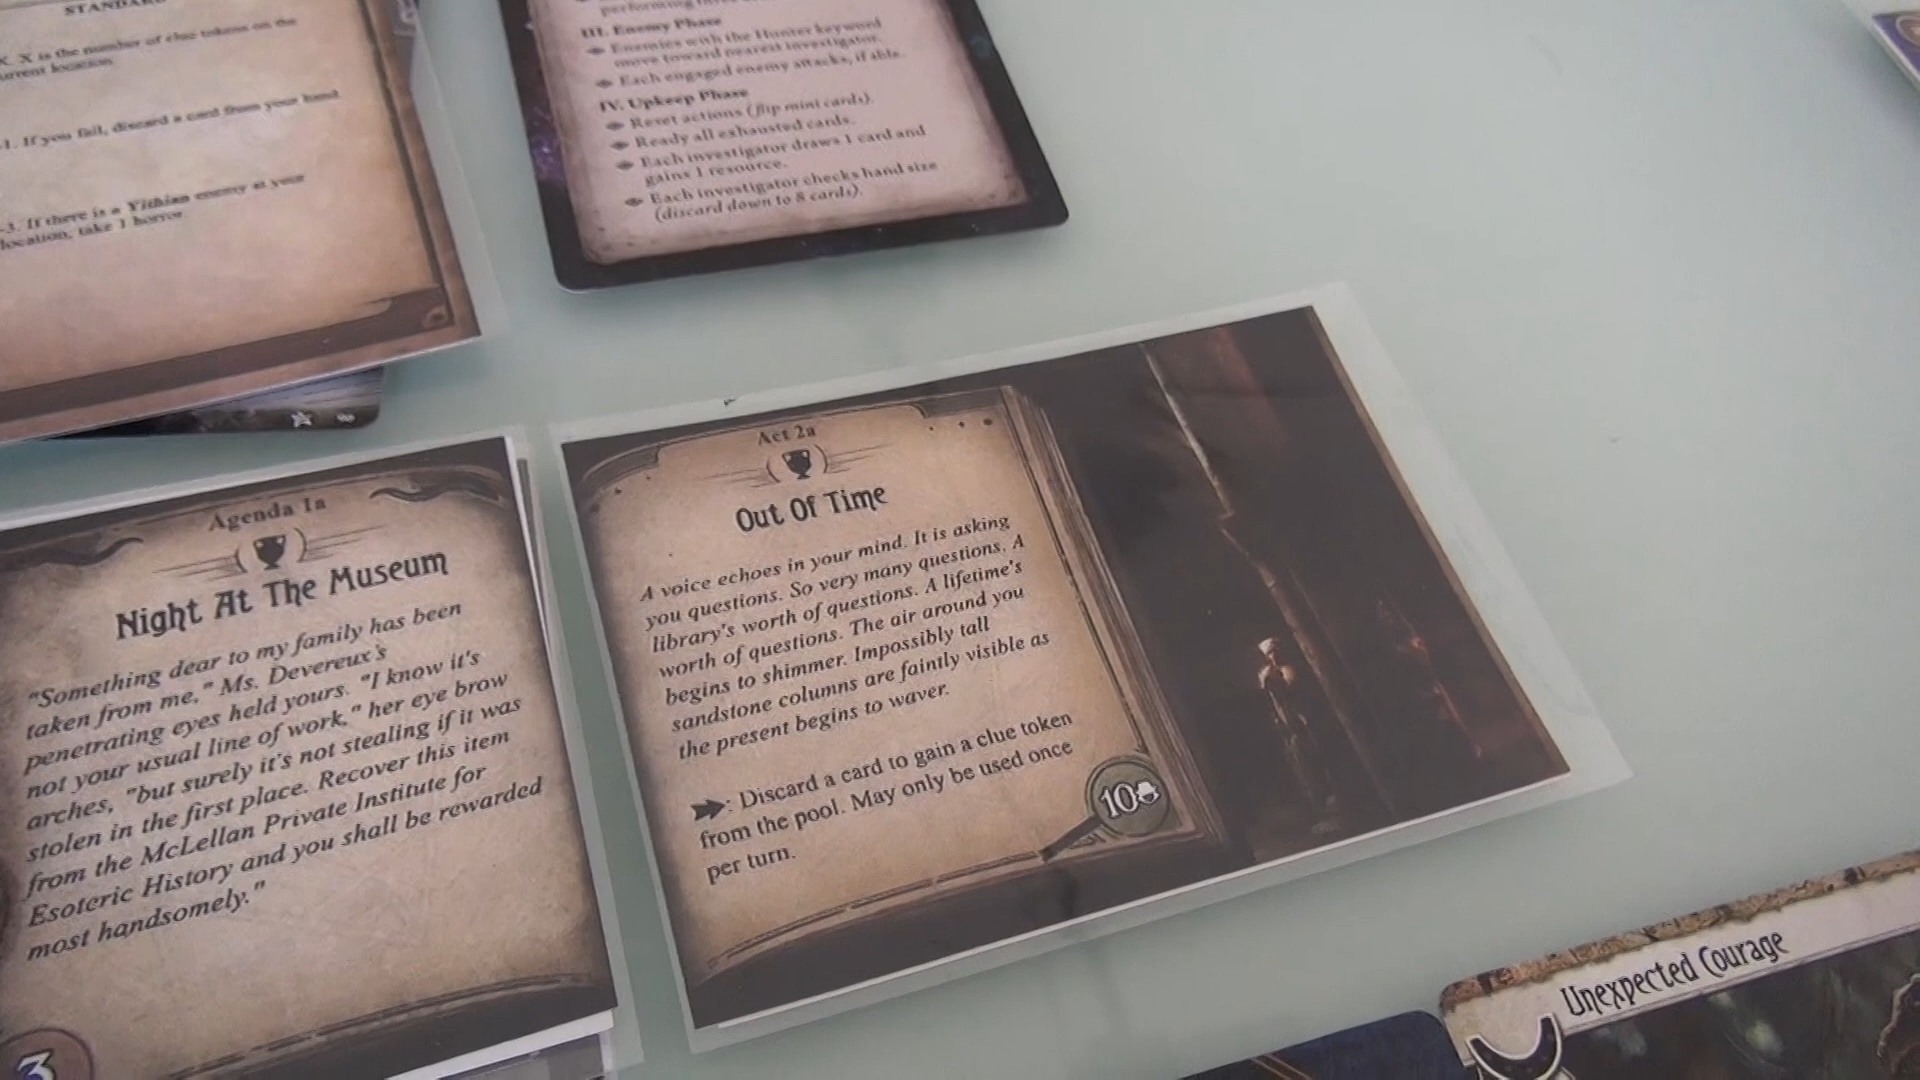 STANDARD
X is the number of clue tokens on the
current location.
-1. If you fail, discard a card from your hand
-3. If there is a Yithian enemy at your
location, take 1 horror.
performing three
III. Enemy Phase
Enemies with the Hunter keyword
move toward nearest investigator.
Each engaged enemy attacks, if able.
IV. Upkeep Phase
Reset actions (flip mini cards).
Ready all exhausted cards.
Each investigator draws 1 card and
gains 1 resource.
Each investigator checks hand size
(discard down to 8 cards).
Agenda 1a
Night At The Museum
"Something dear to my family has been
taken from me," Ms. Devereux's
penetrating eyes held yours. "I know it's
not your usual line of work," her eye brow
arches, "but surely it's not stealing if it was
stolen in the first place. Recover this item
from the McLellan Private Institute for
Esoteric History and you shall be rewarded
most handsomely."
3
Act 2a
Out Of Time
A voice echoes in your mind. It is asking
you questions. So very many questions. A
library's worth of questions. A lifetime's
worth of questions. The air around you
begins to shimmer. Impossibly tall
sandstone columns are faintly visible as
the present begins to waver.
: Discard a card to gain a clue token
from the pool. May only be used once
per turn.
10
Unexpected Courage